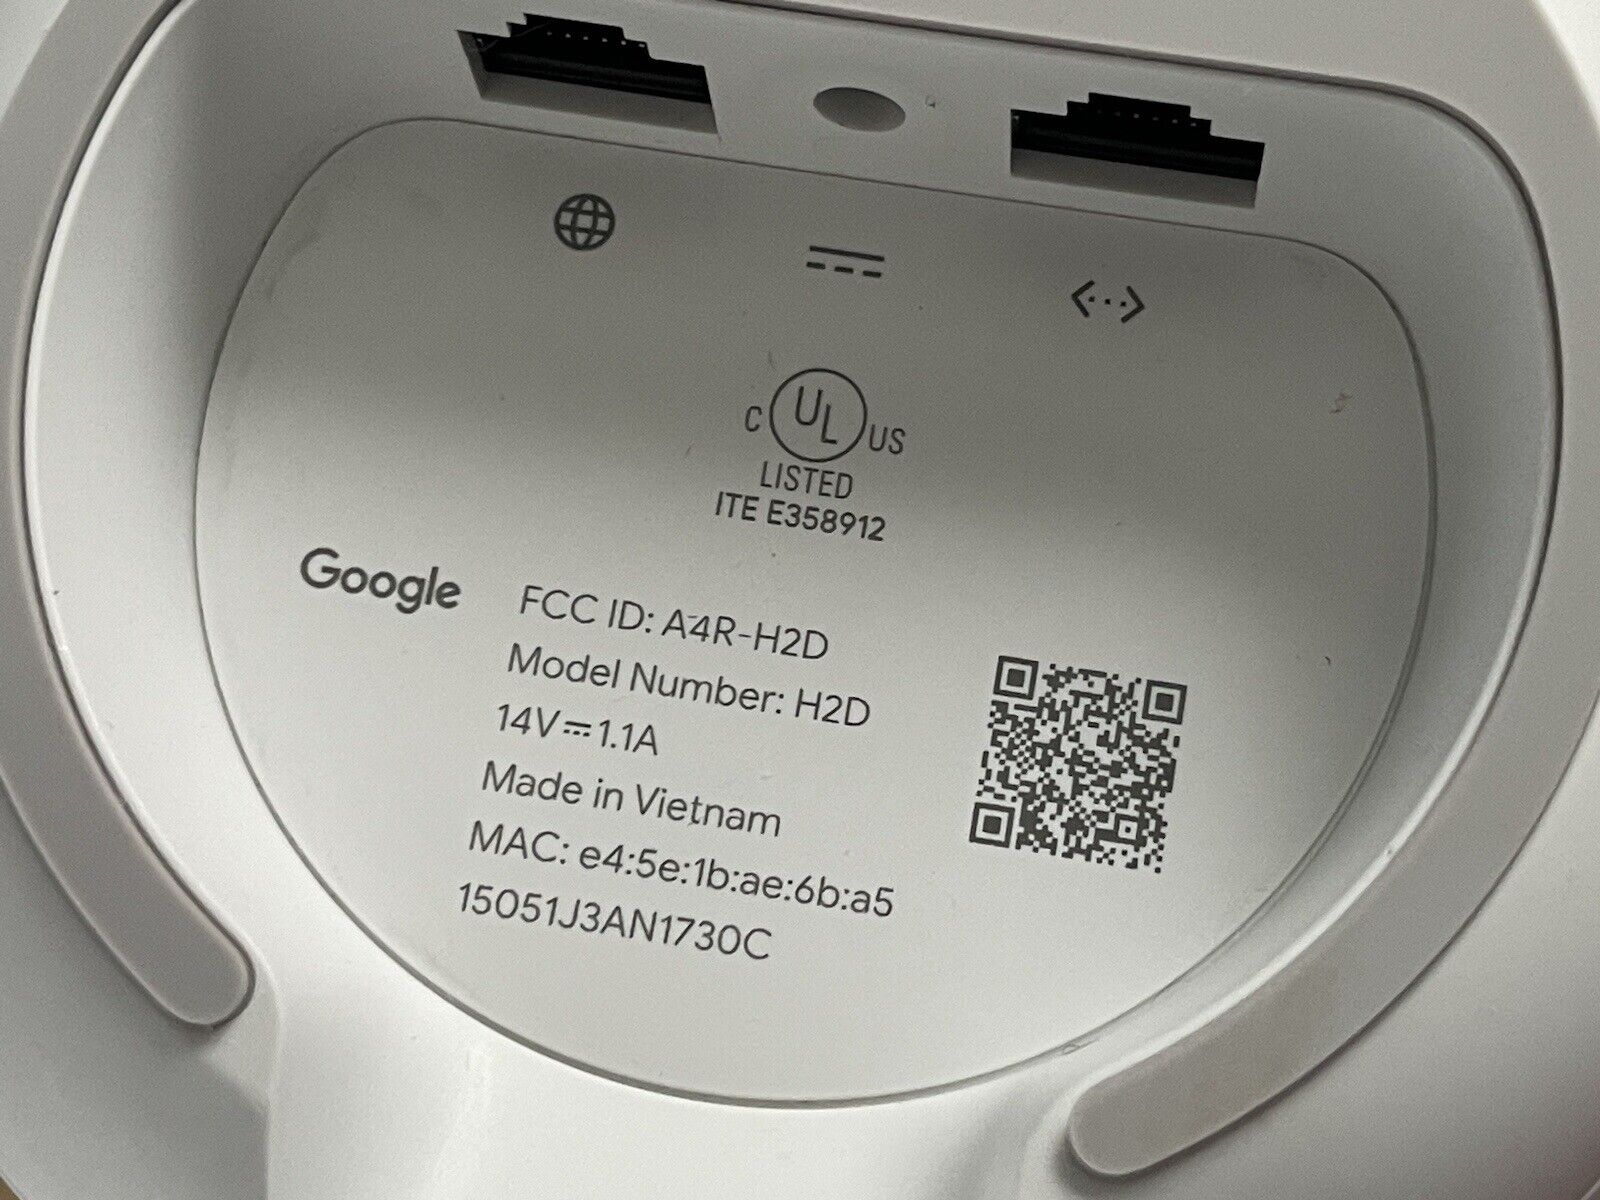 C UL US
LISTED
ITE E358912
Google
FCC ID: A4R-H2D
Model Number: H2D
14V⎓1.1A
Made in Vietnam
MAC: e4:5e:1b:ae:6b:a5
15051J3AN1730C